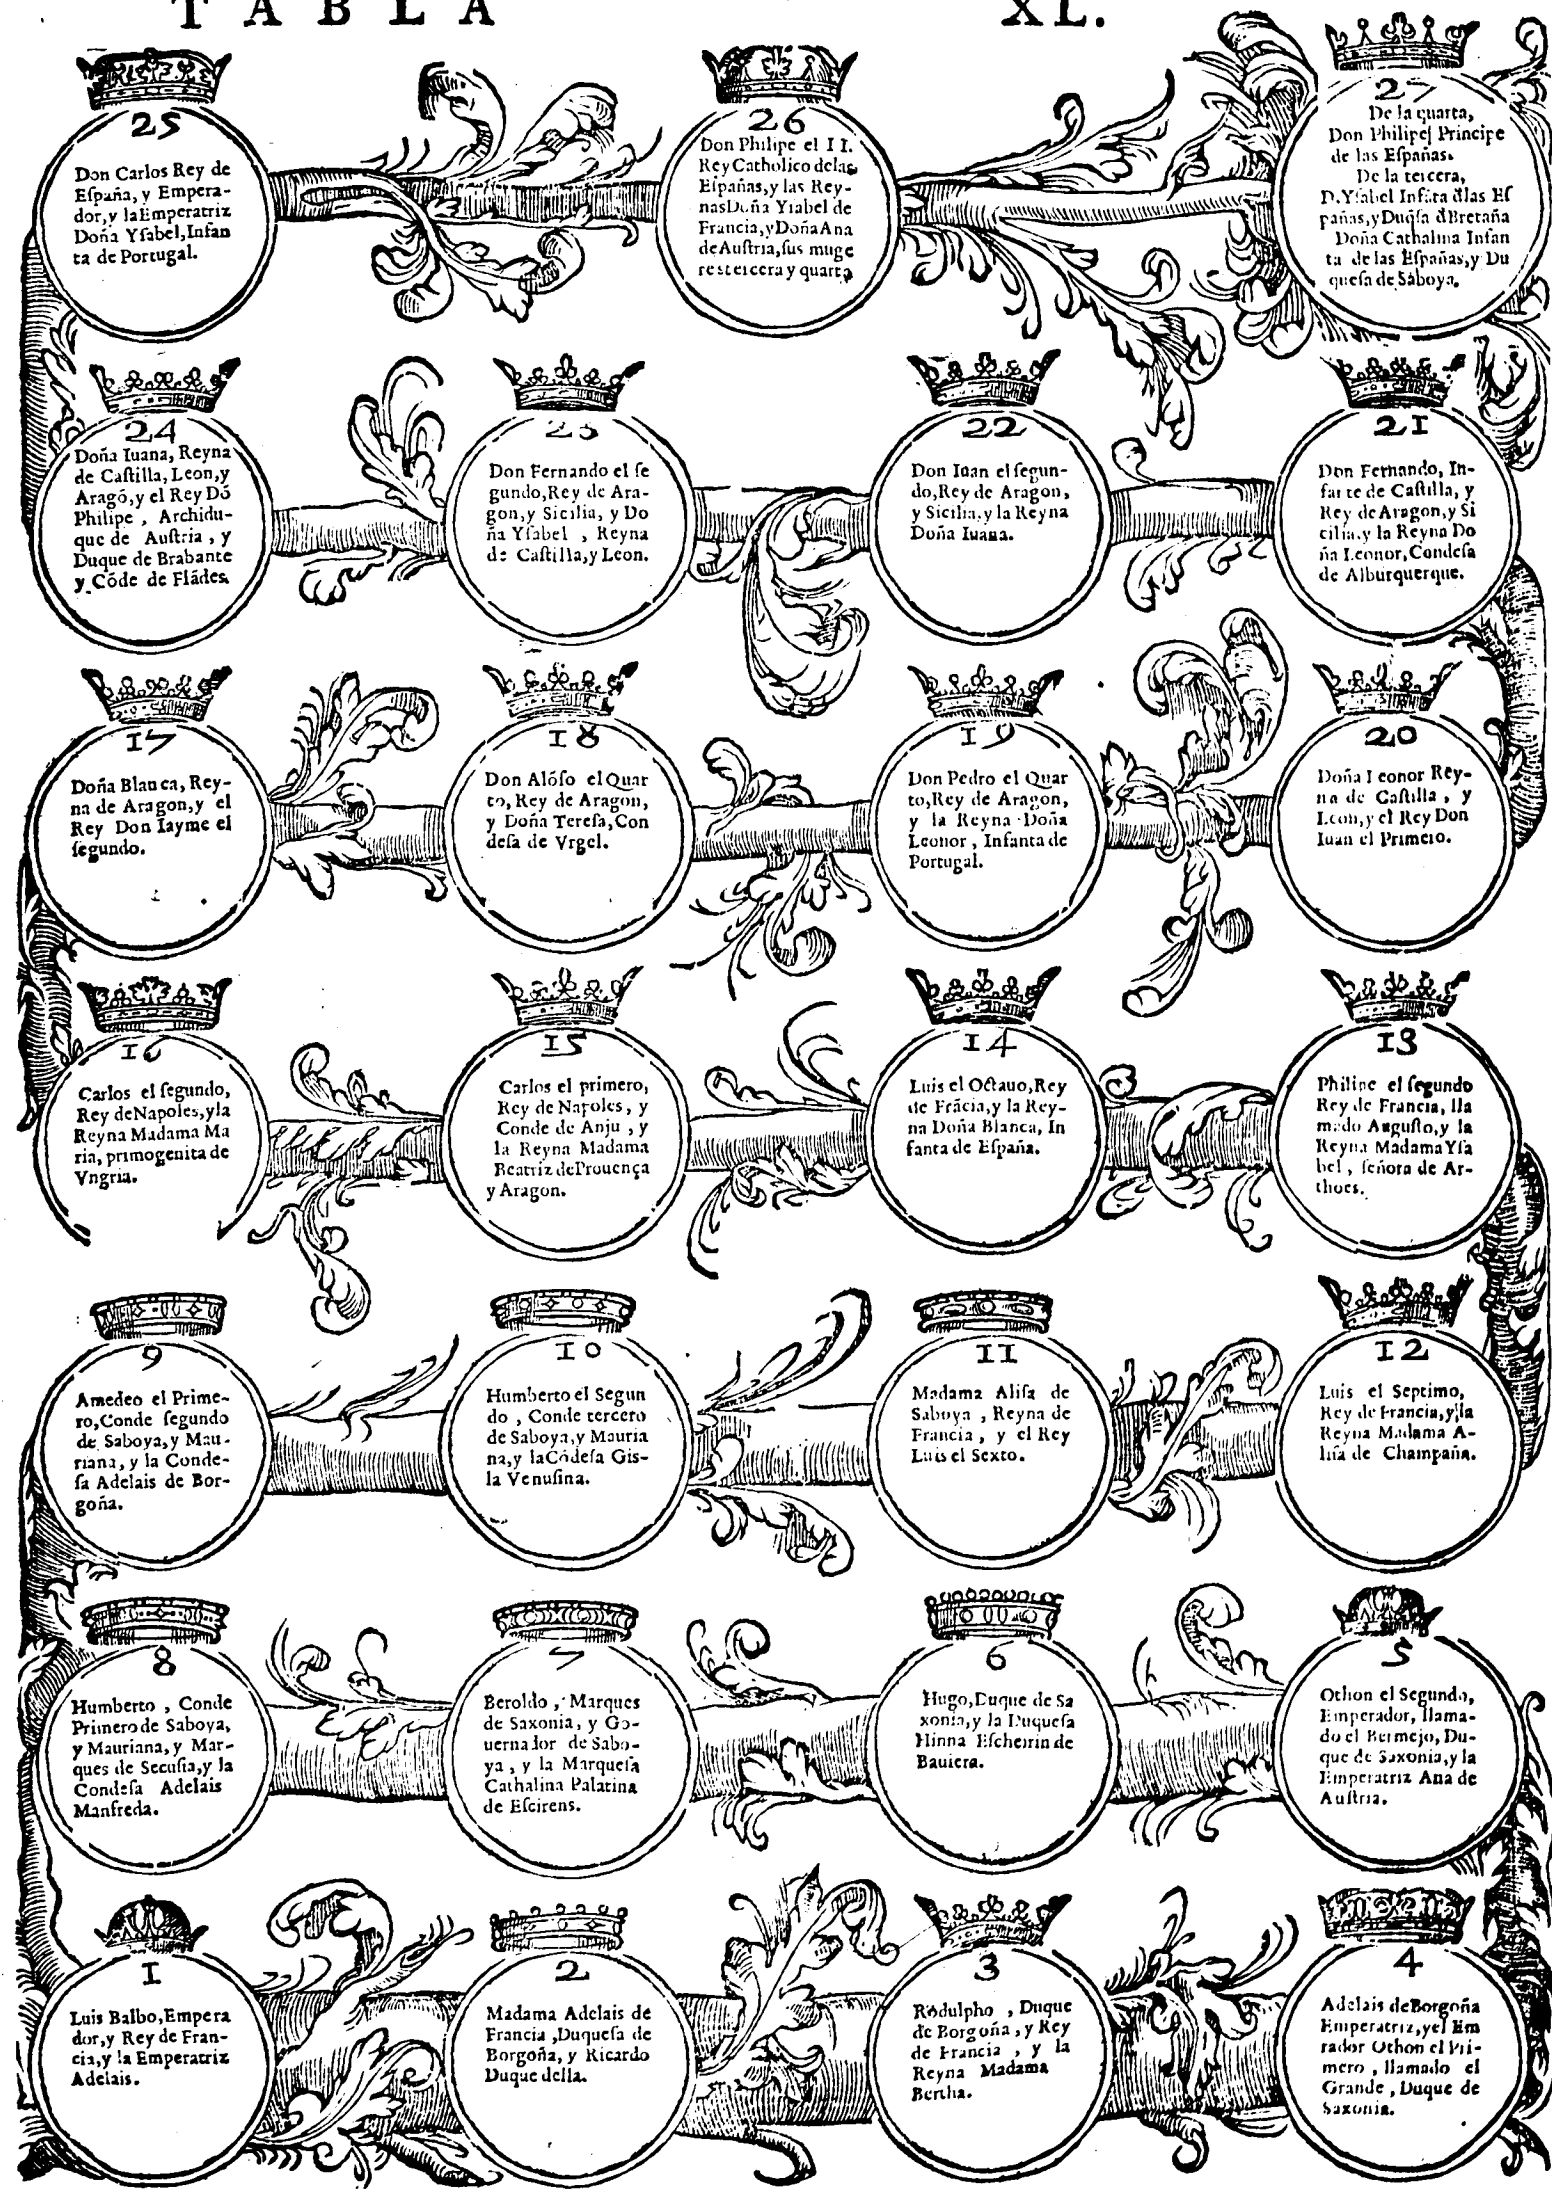 TABLA XL.
25
Don Carlos Rey de
Eſpaña, y Empera-
dor, y la Emperatriz
Doña Yſabel, Infan
ta de Portugal.
26
Don Philipe el II.
Rey Catholico de las
Eſpañas, y las Rey-
nas Doña Yſabel de
Francia, y Doña Ana
de Auſtria, ſus muge
res tercera y quarta
27
De la quarta,
Don Philipe Principe
de las Eſpañas.
De la tercera,
D. Yſabel Infãta dlas Eſ
pañas, y Duqſa d Bretaña
Doña Cathalina Infan
ta de las Eſpañas, y Du
queſa de Saboya.
24
Doña Iuana, Reyna
de Caſtilla, Leon, y
Aragõ, y el Rey Dõ
Philipe, Archidu-
que de Auſtria, y
Duque de Brabante
y Cõde de Flãdes.
23
Don Fernando el ſe
gundo, Rey de Ara-
gon, y Sicilia, y Do
ña Yſabel, Reyna
de Caſtilla, y Leon.
22
Don Iuan el ſegun-
do, Rey de Aragon,
y Sicilia, y la Reyna
Doña Iuana.
21
Don Fernando, In-
fante de Caſtilla, y
Rey de Aragon, y Si
cilia, y la Reyna Do
ña Leonor, Condeſa
de Alburquerque.
17
Doña Blanca, Rey-
na de Aragon, y el
Rey Don Iayme el
ſegundo.
18
Don Alõſo el Quar
to, Rey de Aragon,
y Doña Tereſa, Con
deſa de Vrgel.
19
Don Pedro el Quar
to, Rey de Aragon,
y la Reyna Doña
Leonor, Infanta de
Portugal.
20
Doña Leonor Rey-
na de Caſtilla, y
Leon, y el Rey Don
Iuan el Primero.
16
Carlos el ſegundo,
Rey de Napoles, y la
Reyna Madama Ma
ria, primogenita de
Vngria.
15
Carlos el primero,
Rey de Napoles, y
Conde de Anju, y
la Reyna Madama
Beatriz de Prouença
y Aragon.
14
Luis el Octauo, Rey
de Frãcia, y la Rey-
na Doña Blanca, In
fanta de Eſpaña.
13
Philipe el ſegundo
Rey de Francia, lla
mado Auguſto, y la
Reyna Madama Yſa
bel, ſeñora de Ar-
thoes.
9
Amedeo el Prime-
ro, Conde ſegundo
de Saboya, y Mau-
riana, y la Conde-
ſa Adelais de Bor-
goña.
10
Humberto el Segun
do, Conde tercero
de Saboya, y Mauria
na, y la Cõdeſa Gis-
la Venuſina.
11
Madama Aliſa de
Saboya, Reyna de
Francia, y el Rey
Luis el Sexto.
12
Luis el Septimo,
Rey de Francia, y la
Reyna Madama A-
liſa de Champaña.
8
Humberto, Conde
Primero de Saboya,
y Mauriana, y Mar-
ques de Secuſia, y la
Condeſa Adelais
Manfreda.
7
Beroldo, Marques
de Saxonia, y Go-
uernador de Sabo-
ya, y la Marqueſa
Cathalina Palatina
de Eſcirens.
6
Hugo, Duque de Sa
xonia, y la Duqueſa
Hinna Eſcheirin de
Bauiera.
5
Othon el Segundo,
Emperador, llama-
do el Bermejo, Du-
que de Saxonia, y la
Emperatriz Ana de
Auſtria.
1
Luis Balbo, Empera
dor, y Rey de Fran-
cia, y la Emperatriz
Adelais.
2
Madama Adelais de
Francia, Duqueſa de
Borgoña, y Ricardo
Duque della.
3
Rodulpho, Duque
de Borgoña, y Rey
de Francia, y la
Reyna Madama
Bertha.
4
Adelais de Borgoña
Emperatriz, y el Em
rador Othon el Pri-
mero, llamado el
Grande, Duque de
Saxonia.